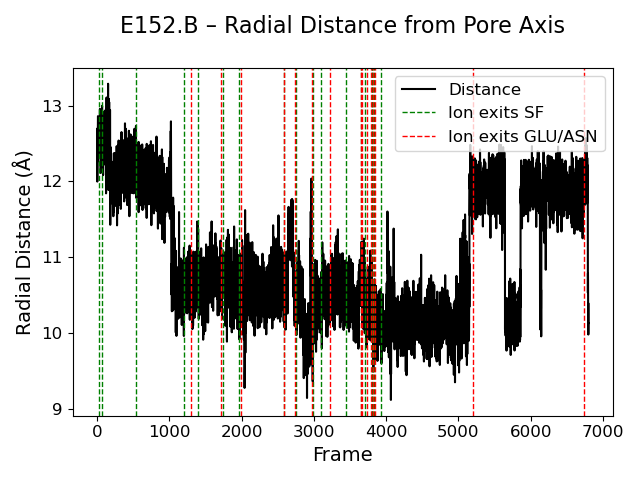 E152.B – Radial Distance from Pore Axis
Distance
Ion exits SF
Ion exits GLU/ASN
Radial Distance (Å)
13
12
11
10
9
0 1000 2000 3000 4000 5000 6000 7000
Frame